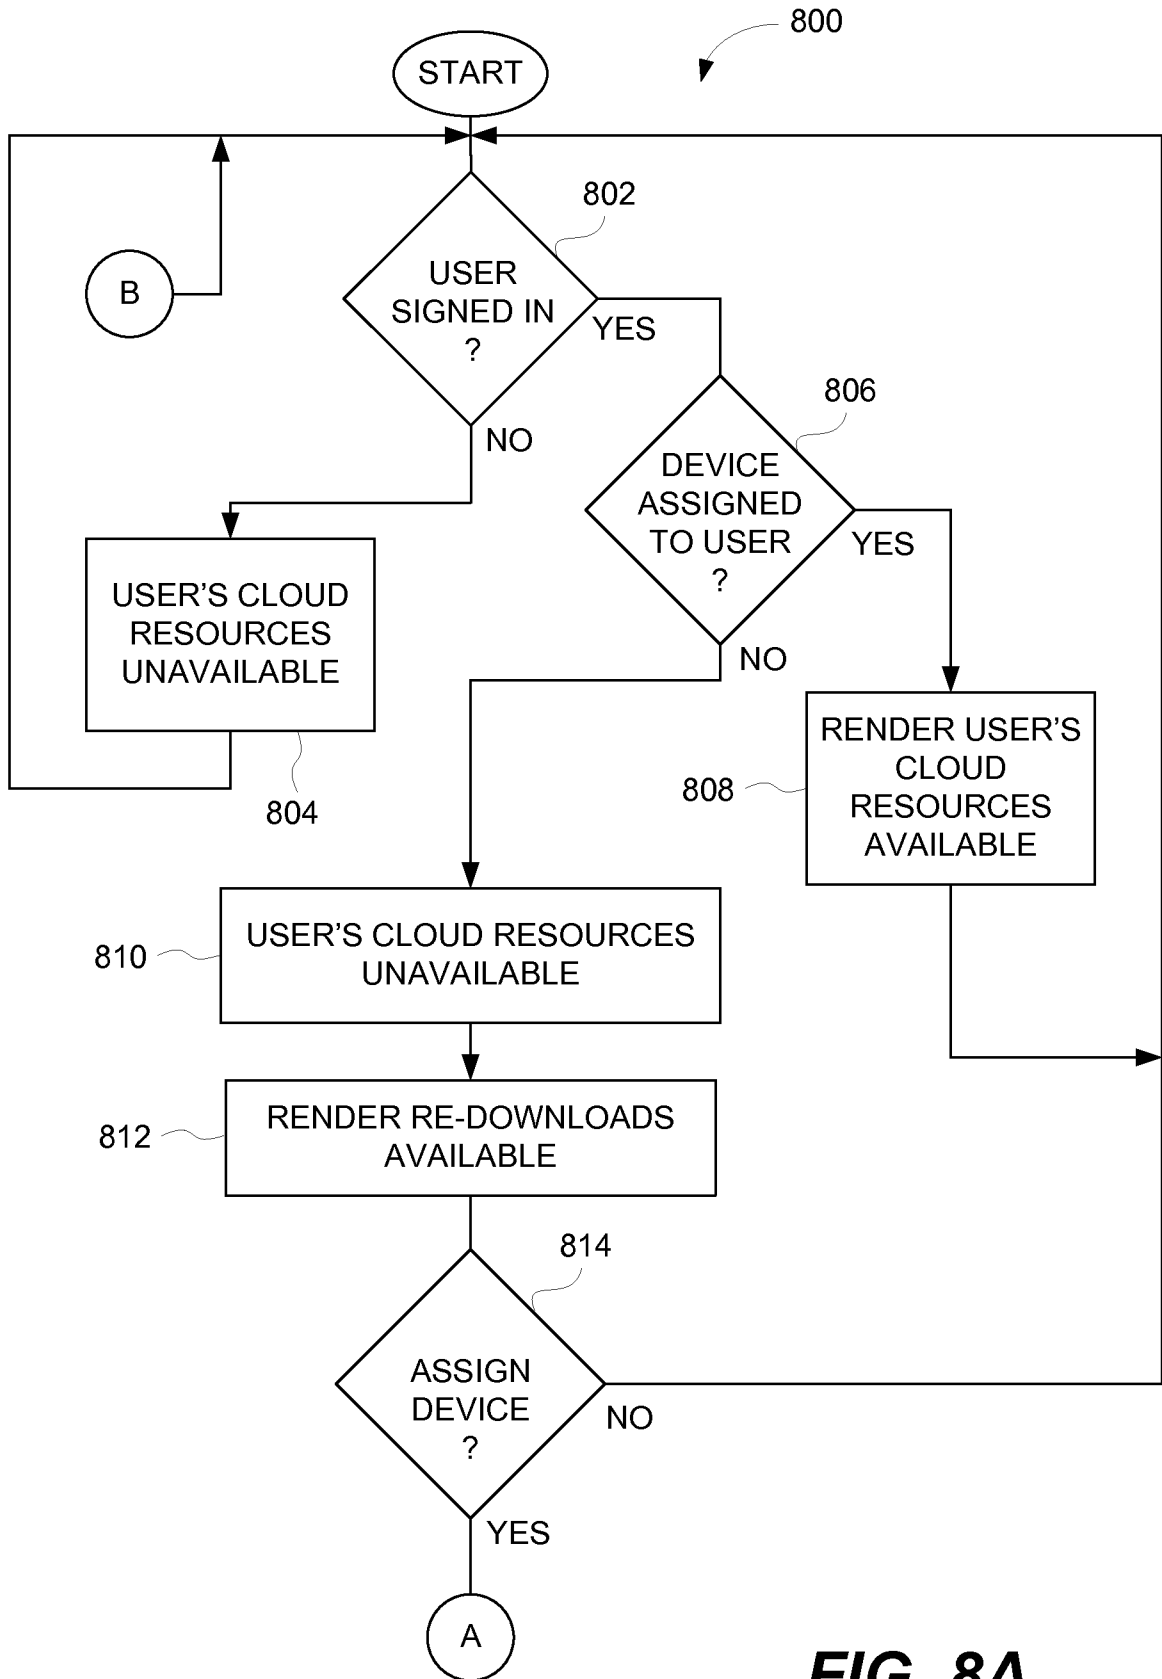 800
START
802
B
USER
SIGNED IN
?
YES
NO
806
DEVICE
ASSIGNED
TO USER
?
YES
NO
USER'S CLOUD
RESOURCES
UNAVAILABLE
804
RENDER USER'S
CLOUD
RESOURCES
AVAILABLE
808
810
USER'S CLOUD RESOURCES
UNAVAILABLE
812
RENDER RE-DOWNLOADS
AVAILABLE
814
ASSIGN
DEVICE
?
NO
YES
A
FIG. 8A